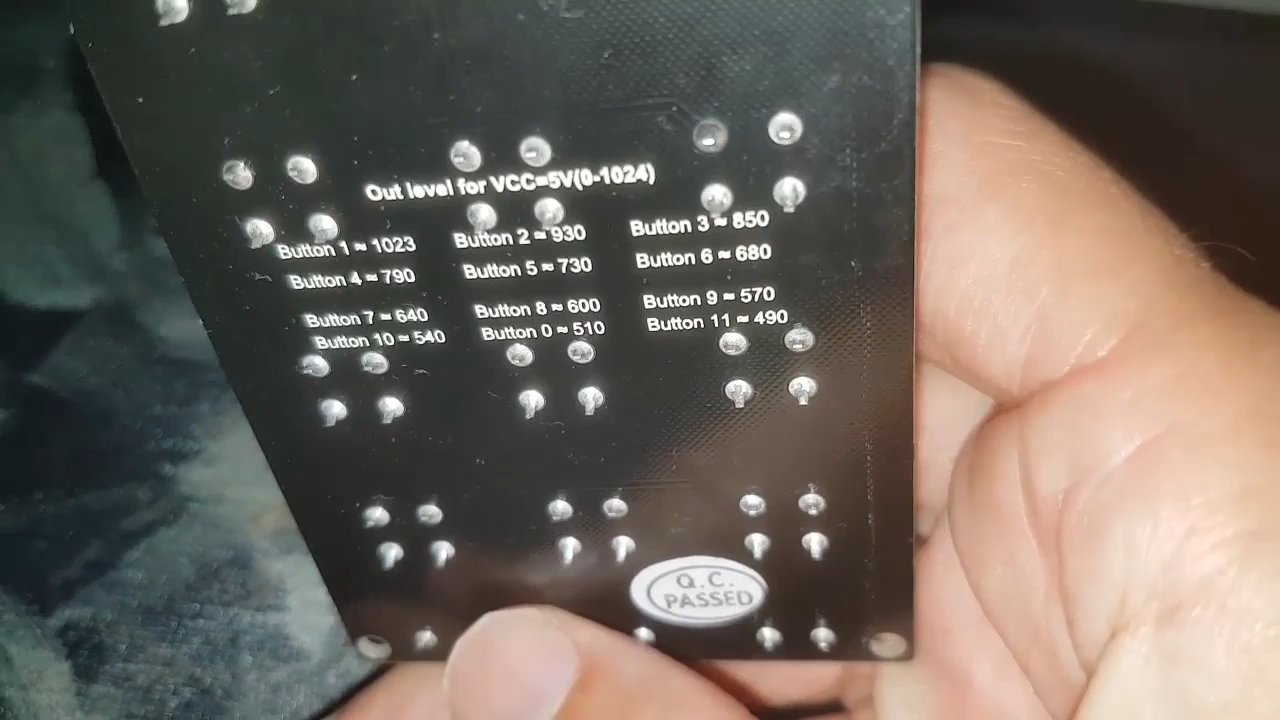 Out level for VCC=5V(0-1024)
Button 1 ≈ 1023 Button 2 ≈ 930 Button 3 ≈ 850
Button 4 ≈ 790 Button 5 ≈ 730 Button 6 ≈ 680
Button 7 ≈ 640 Button 8 ≈ 600 Button 9 ≈ 570
Button 10 ≈ 540 Button 0 ≈ 510 Button 11 ≈ 490
Q.C.
PASSED